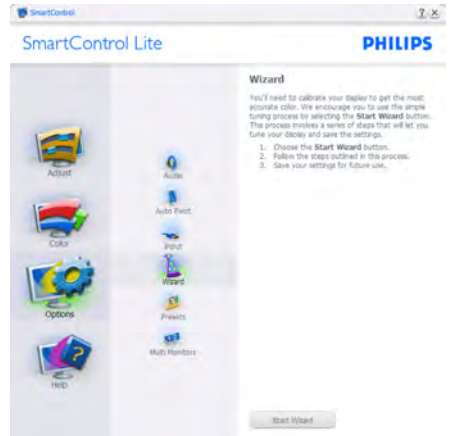 SmartControl
? X
SmartControl Lite
PHILIPS
Adjust
Color
Options
Help
Audio
Auto Pivot
Input
Wizard
Presets
Multi Monitors
Wizard
You'll need to calibrate your display to get the most
accurate color. We encourage you to use the simple
tuning process by selecting the Start Wizard button.
This process involves a series of steps that will let you
tune your display and save the settings.
1. Choose the Start Wizard button.
2. Follow the steps outlined in this process.
3. Save your settings for future use.
Start Wizard